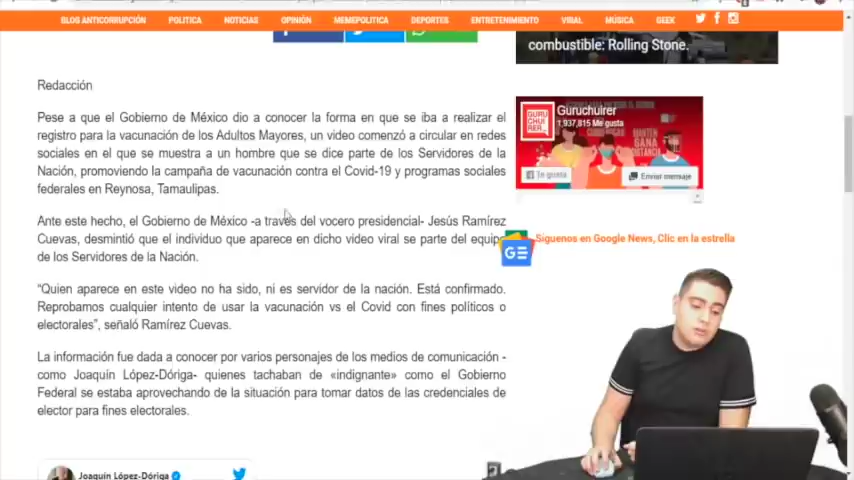 BLOG ANTICORRUPCIÓN POLITICA NOTICIAS OPINIÓN MEMEPOLITICA DEPORTES ENTRETENIMIENTO VIRAL MÚSICA GEEK
combustible: Rolling Stone.
Redacción
Pese a que el Gobierno de México dio a conocer la forma en que se iba a realizar el
registro para la vacunación de los Adultos Mayores, un video comenzó a circular en redes
sociales en el que se muestra a un hombre que se dice parte de los Servidores de la
Nación, promoviendo la campaña de vacunación contra el Covid-19 y programas sociales
federales en Reynosa, Tamaulipas.
Ante este hecho, el Gobierno de México -a través del vocero presidencial- Jesús Ramírez
Cuevas, desmintió que el individuo que aparece en dicho video viral se parte del equipo
de los Servidores de la Nación.
“Quien aparece en este video no ha sido, ni es servidor de la nación. Está confirmado.
Reprobamos cualquier intento de usar la vacunación vs el Covid con fines políticos o
electorales”, señaló Ramírez Cuevas.
La información fue dada a conocer por varios personajes de los medios de comunicación -
como Joaquín López-Dóriga- quienes tachaban de «indignante» como el Gobierno
Federal se estaba aprovechando de la situación para tomar datos de las credenciales de
elector para fines electorales.
Joaquín López-Dóriga
GURU
CHUI
RER
Guruchuirer
1,937,815 Me gusta
MANTEN
SANA
DISTANCIA
Te gusta
Enviar mensaje
GE
Siguenos en Google News, Clic en la estrella